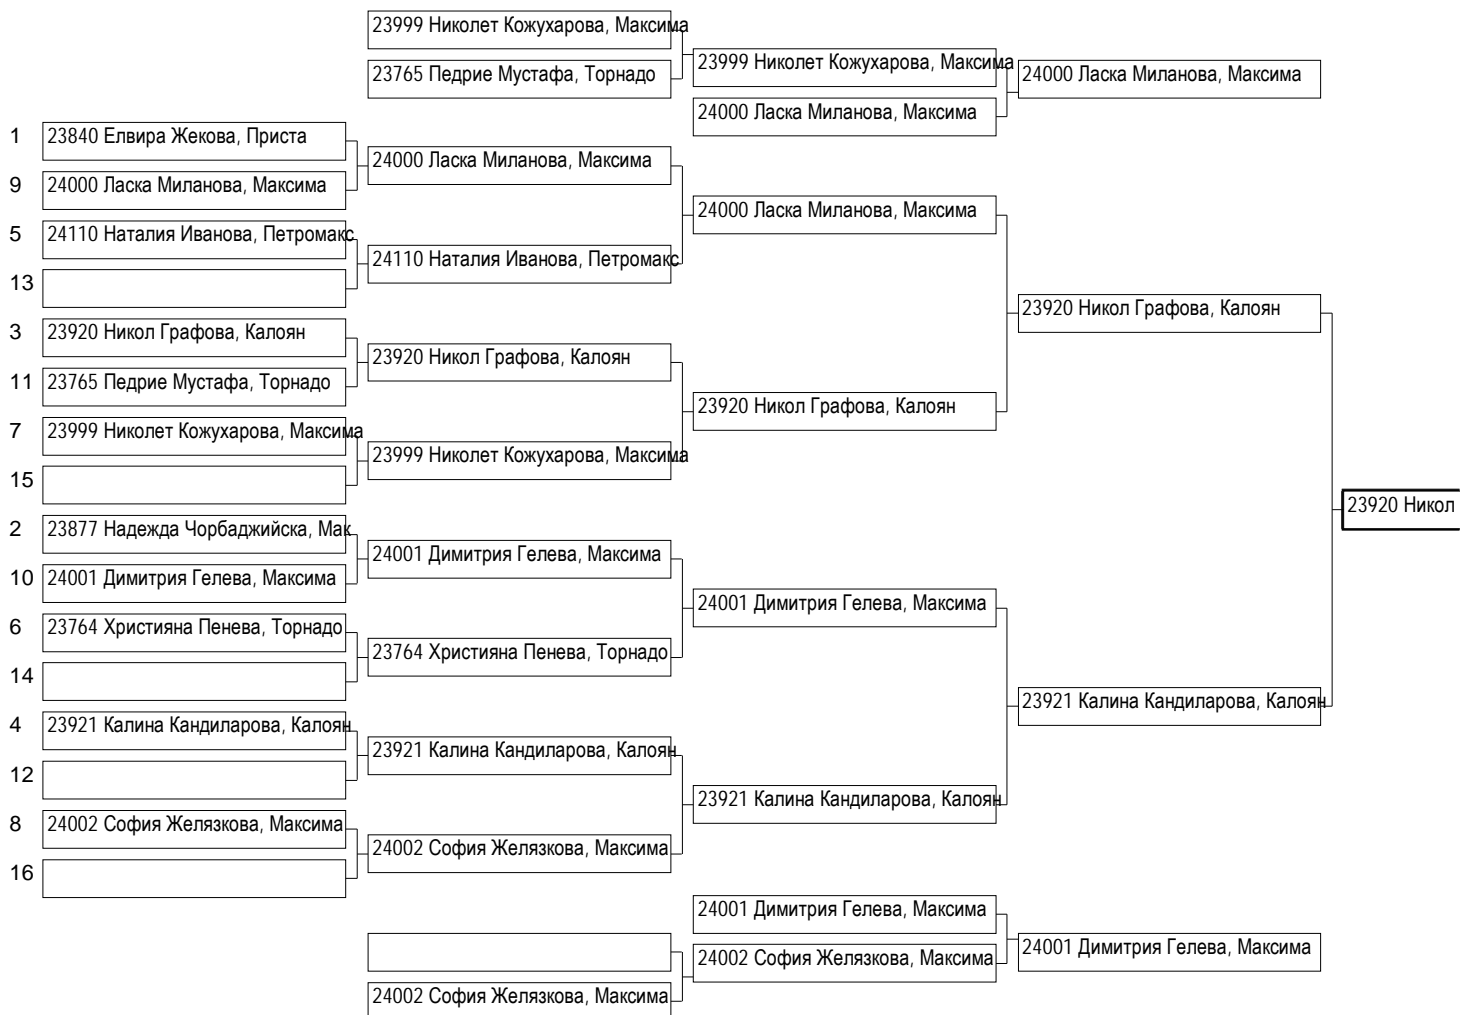 23999 Николет Кожухарова, Максима
23765 Педрие Мустафа, Торнадо
23999 Николет Кожухарова, Максима
24000 Ласка Миланова, Максима
24000 Ласка Миланова, Максима
1 23840 Елвира Жекова, Приста
9 24000 Ласка Миланова, Максима
5 24110 Наталия Иванова, Петромакс
13
3 23920 Никол Графова, Калоян
11 23765 Педрие Мустафа, Торнадо
7 23999 Николет Кожухарова, Максима
15
2 23877 Надежда Чорбаджийска, Мак
10 24001 Димитрия Гелева, Максима
6 23764 Християна Пенева, Торнадо
14
4 23921 Калина Кандиларова, Калоян
12
8 24002 София Желязкова, Максима
16
24000 Ласка Миланова, Максима
24110 Наталия Иванова, Петромакс
23920 Никол Графова, Калоян
23999 Николет Кожухарова, Максима
24001 Димитрия Гелева, Максима
23764 Християна Пенева, Торнадо
23921 Калина Кандиларова, Калоян
24002 София Желязкова, Максима
24000 Ласка Миланова, Максима
23920 Никол Графова, Калоян
24001 Димитрия Гелева, Максима
23921 Калина Кандиларова, Калоян
23920 Никол Графова, Калоян
23921 Калина Кандиларова, Калоян
23920 Никол
24002 София Желязкова, Максима
24001 Димитрия Гелева, Максима
24002 София Желязкова, Максима
24001 Димитрия Гелева, Максима